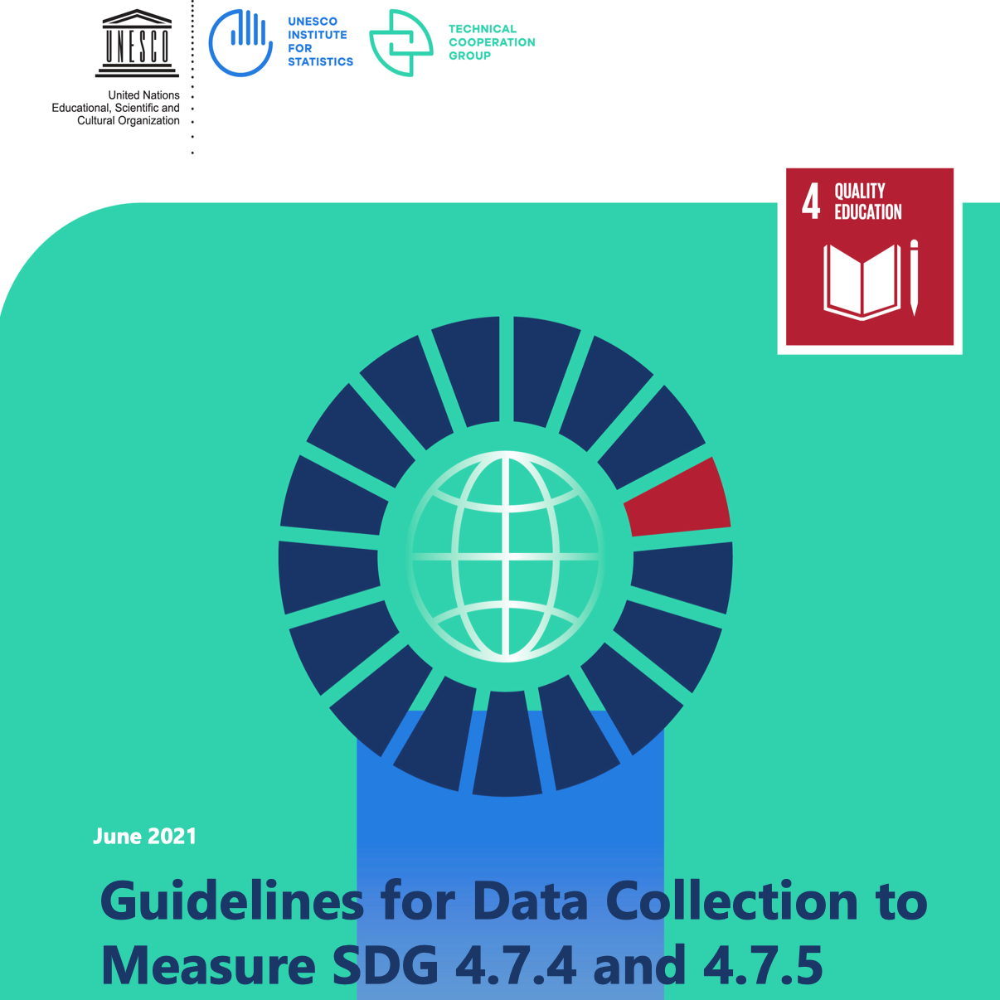 UNESCO
United Nations
Educational, Scientific and
Cultural Organization
UNESCO
INSTITUTE
FOR
STATISTICS
TECHNICAL
COOPERATION
GROUP
4 QUALITY
EDUCATION
June 2021
Guidelines for Data Collection to
Measure SDG 4.7.4 and 4.7.5